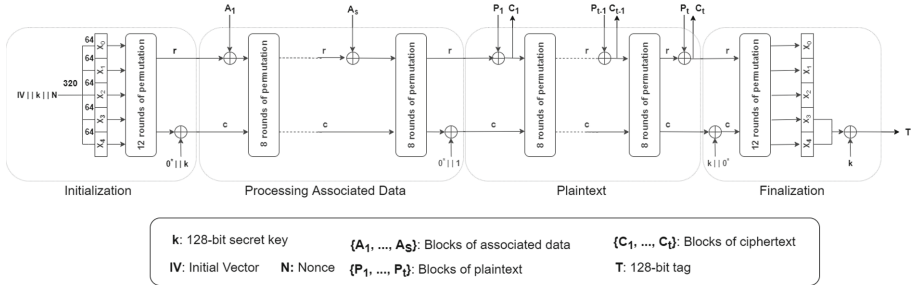 A1 As P1 C1 Pt-1 Ct-1 Pt Ct
64 64 64 64 64
X0 X1 X2 X3 X4
320
IV || k || N
12 rounds of permutation
r
c
0* || k
8 rounds of permutation
r
c
8 rounds of permutation
r
c
0* || 1
8 rounds of permutation
r
c
8 rounds of permutation
r
c
k || 0*
12 rounds of permutation
X0 X1 X2 X3 X4
k
T
Initialization
Processing Associated Data
Plaintext
Finalization
k: 128-bit secret key
{A1, ..., As}: Blocks of associated data
{C1, ..., Ct}: Blocks of ciphertext
IV: Initial Vector
N: Nonce
{P1, ..., Pt}: Blocks of plaintext
T: 128-bit tag